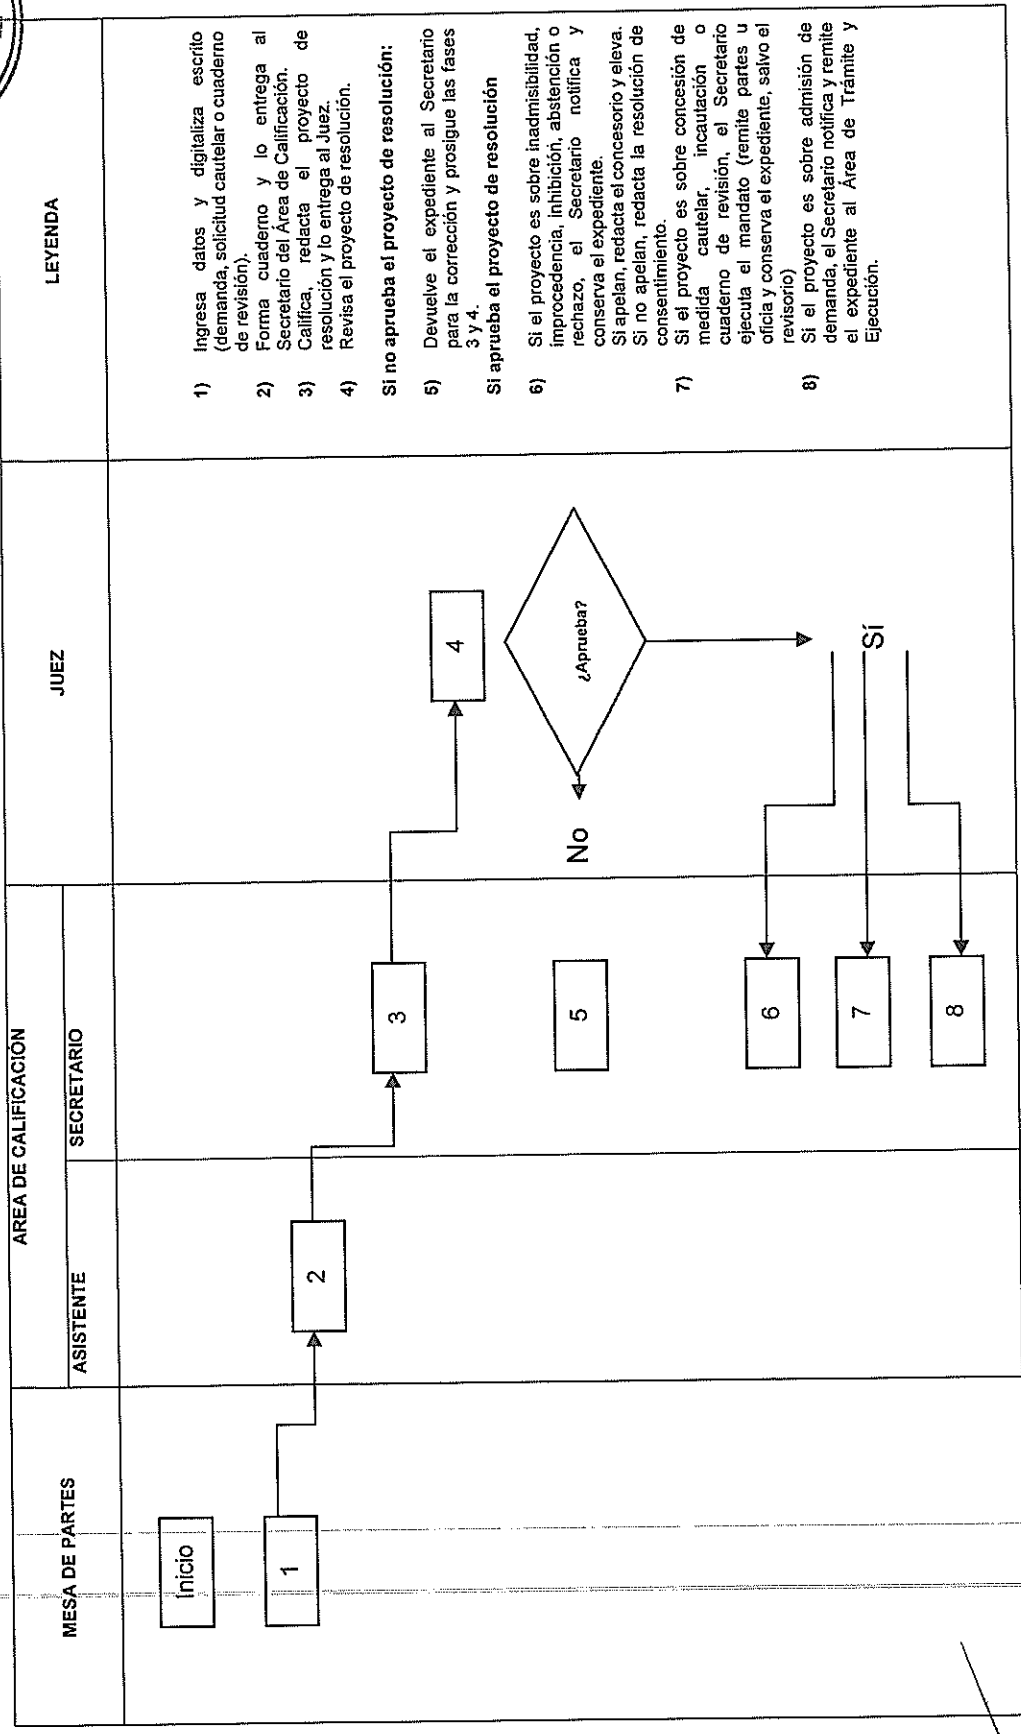 AREA DE CALIFICACIÓN
MESA DE PARTES
ASISTENTE
SECRETARIO
JUEZ
LEYENDA
Inicio
1
2
3
4
¿Aprueba?
No
Sí
5
6
7
8
1) Ingresa datos y digitaliza escrito
(demanda, solicitud cautelar o cuaderno
de revisión).
2) Forma cuaderno y lo entrega al
Secretario del Área de Calificación.
3) Califica, redacta el proyecto de
resolución y lo entrega al Juez.
4) Revisa el proyecto de resolución.
Si no aprueba el proyecto de resolución:
5) Devuelve el expediente al Secretario
para la corrección y prosigue las fases
3 y 4.
Si aprueba el proyecto de resolución
6) Si el proyecto es sobre inadmisibilidad,
improcedencia, inhibición, abstención o
rechazo, el Secretario notifica y
conserva el expediente.
Si apelan, redacta el concesorio y eleva.
Si no apelan, redacta la resolución de
consentimiento.
7) Si el proyecto es sobre concesión de
medida cautelar, incautación o
cuaderno de revisión, el Secretario
ejecuta el mandato (remite partes u
oficia y conserva el expediente, salvo el
revisorio)
8) Si el proyecto es sobre admisión de
demanda, el Secretario notifica y remite
el expediente al Área de Trámite y
Ejecución.